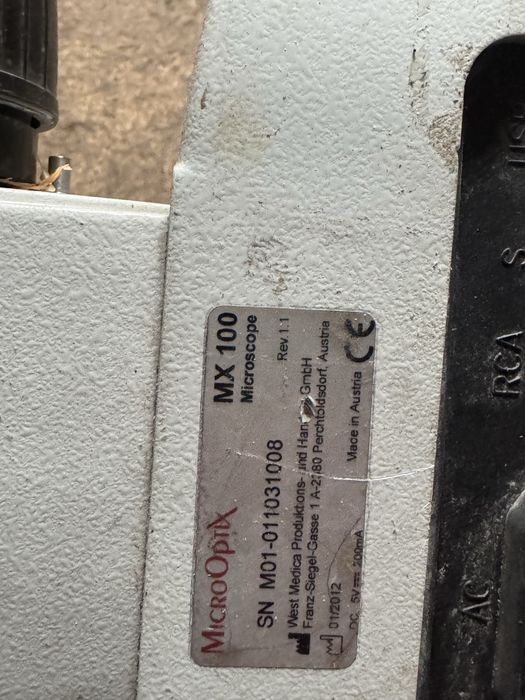 MICROOPTIX
MX 100
Microscope
SN M01-011031008
Rev.1.1
West Medica Produktions- und GmbH
Franz-Siegel-Gasse 1 A-2380 Perchtoldsdorf, Austria
01/2012
Made in Austria
DC 5V 200mA
CE
AC
RCA
S